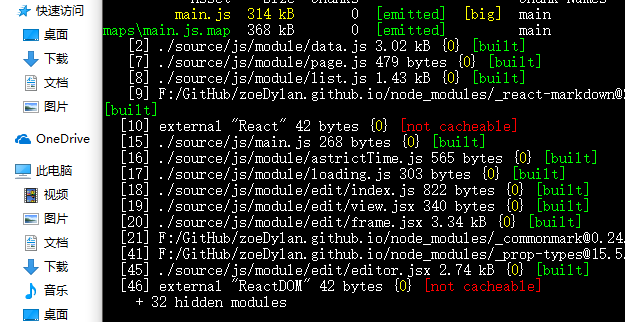 快速访问
桌面
下载
文档
图片
OneDrive
此电脑
视频
图片
文档
下载
音乐
桌面
main.js 314 kB 0 [emitted] [big] main
maps\main.js.map 368 kB 0 [emitted] main
[2] ./source/js/module/data.js 3.02 kB {0} [built]
[7] ./source/js/module/page.js 479 bytes {0} [built]
[8] ./source/js/module/list.js 1.43 kB {0} [built]
[9] F:/GitHub/zoeDylan.github.io/node_modules/_react-markdown@
[built]
[10] external "React" 42 bytes {0} [not cacheable]
[15] ./source/js/main.js 268 bytes {0} [built]
[16] ./source/js/module/astrictTime.js 565 bytes {0} [built]
[17] ./source/js/module/loading.js 303 bytes {0} [built]
[18] ./source/js/module/edit/index.js 822 bytes {0} [built]
[19] ./source/js/module/edit/view.jsx 340 bytes {0} [built]
[20] ./source/js/module/edit/frame.jsx 3.34 kB {0} [built]
[21] F:/GitHub/zoeDylan.github.io/node_modules/_commonmark@0.24.
[41] F:/GitHub/zoeDylan.github.io/node_modules/_prop-types@15.5.
[45] ./source/js/module/edit/editor.jsx 2.74 kB {0} [built]
[46] external "ReactDOM" 42 bytes {0} [not cacheable]
+ 32 hidden modules